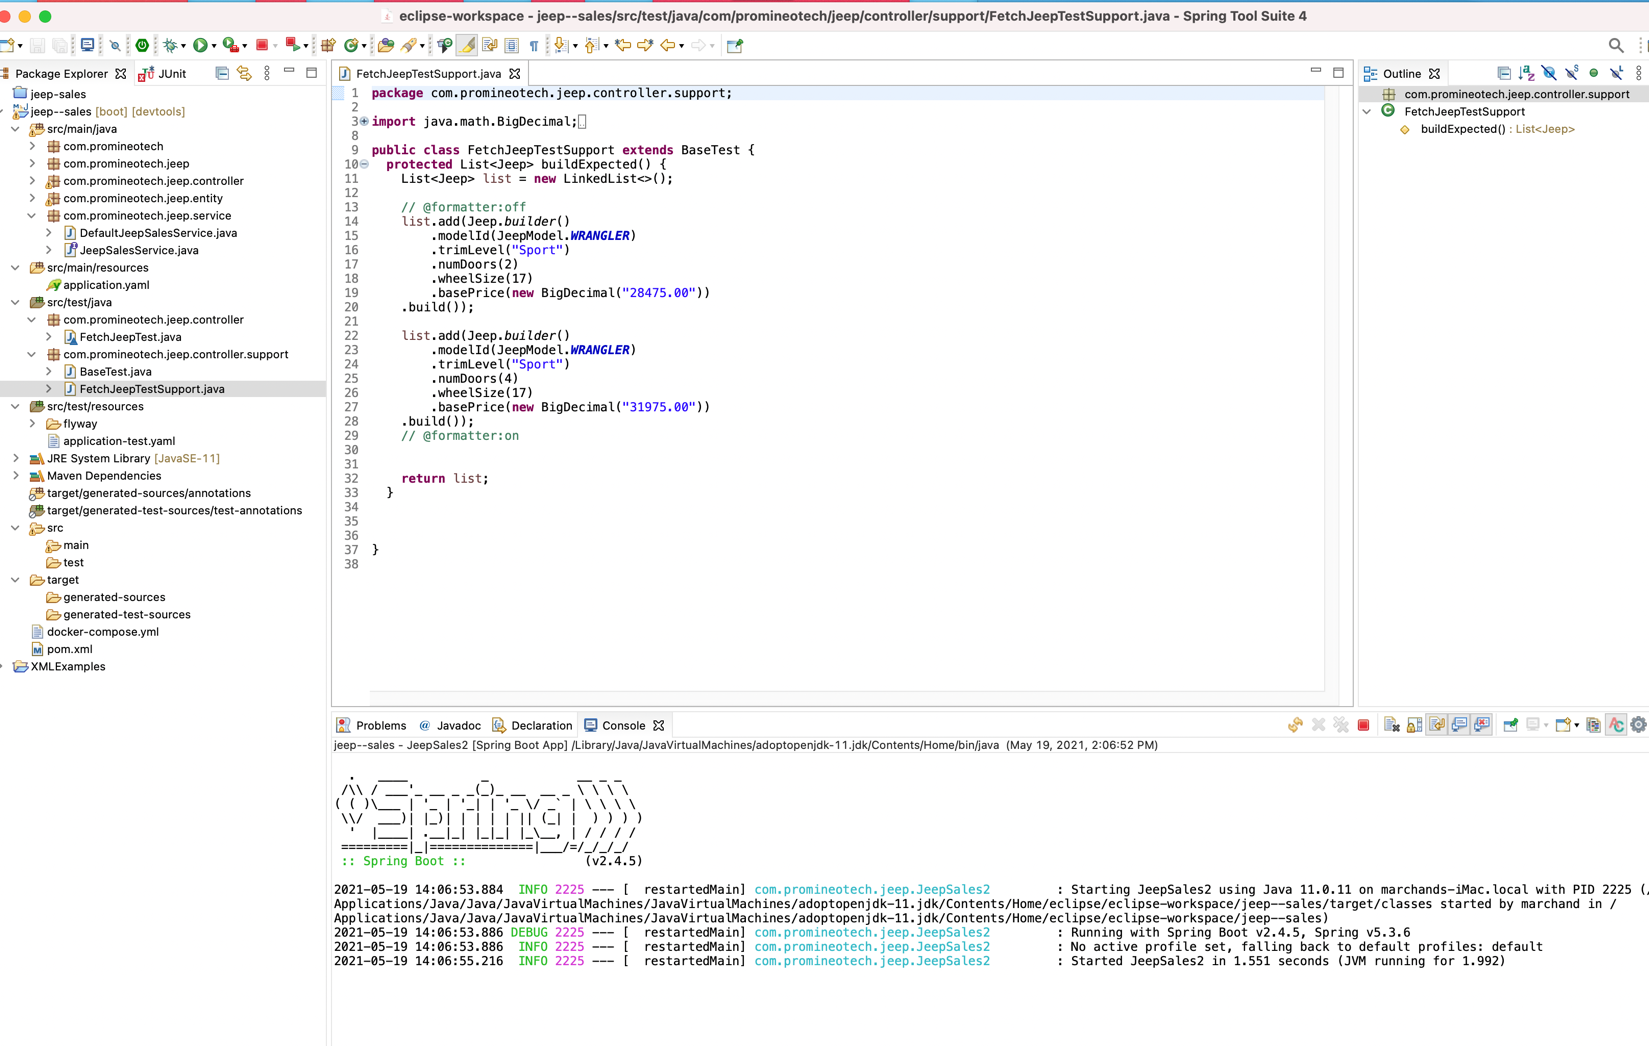 eclipse-workspace - jeep--sales/src/test/java/com/promineotech/jeep/controller/support/FetchJeepTestSupport.java - Spring Tool Suite 4
Package Explorer
JUnit
jeep-sales
jeep--sales [boot] [devtools]
src/main/java
com.promineotech
com.promineotech.jeep
com.promineotech.jeep.controller
com.promineotech.jeep.entity
com.promineotech.jeep.service
DefaultJeepSalesService.java
JeepSalesService.java
src/main/resources
application.yaml
src/test/java
com.promineotech.jeep.controller
FetchJeepTest.java
com.promineotech.jeep.controller.support
BaseTest.java
FetchJeepTestSupport.java
src/test/resources
flyway
application-test.yaml
JRE System Library [JavaSE-11]
Maven Dependencies
target/generated-sources/annotations
target/generated-test-sources/test-annotations
src
main
test
target
generated-sources
generated-test-sources
docker-compose.yml
pom.xml
XMLExamples
FetchJeepTestSupport.java
1 package com.promineotech.jeep.controller.support;
2
3 import java.math.BigDecimal;
8
9 public class FetchJeepTestSupport extends BaseTest {
10 protected List<Jeep> buildExpected() {
11 List<Jeep> list = new LinkedList<>();
12
13 // @formatter:off
14 list.add(Jeep.builder()
15 .modelId(JeepModel.WRANGLER)
16 .trimLevel("Sport")
17 .numDoors(2)
18 .wheelSize(17)
19 .basePrice(new BigDecimal("28475.00"))
20 .build());
21
22 list.add(Jeep.builder()
23 .modelId(JeepModel.WRANGLER)
24 .trimLevel("Sport")
25 .numDoors(4)
26 .wheelSize(17)
27 .basePrice(new BigDecimal("31975.00"))
28 .build());
29 // @formatter:on
30
31
32 return list;
33 }
34
35
36
37 }
38
Outline
com.promineotech.jeep.controller.support
FetchJeepTestSupport
buildExpected() : List<Jeep>
Problems
@ Javadoc
Declaration
Console
jeep--sales - JeepSales2 [Spring Boot App] /Library/Java/JavaVirtualMachines/adoptopenjdk-11.jdk/Contents/Home/bin/java (May 19, 2021, 2:06:52 PM)
  .   ____          _            __ _ _
 /\\ / ___'_ __ _ _(_)_ __  __ _ \ \ \ \
( ( )\___ | '_ | '_| | '_ \/ _` | \ \ \ \
 \\/  ___)| |_)| | | | | || (_| |  ) ) ) )
  '  |____| .__|_| |_|_| |_\__, | / / / /
 =========|_|==============|___/=/_/_/_/
 :: Spring Boot ::                (v2.4.5)
2021-05-19 14:06:53.884 INFO 2225 --- [ restartedMain] com.promineotech.jeep.JeepSales2 : Starting JeepSales2 using Java 11.0.11 on marchands-iMac.local with PID 2225 (/
Applications/Java/Java/JavaVirtualMachines/JavaVirtualMachines/adoptopenjdk-11.jdk/Contents/Home/eclipse/eclipse-workspace/jeep--sales/target/classes started by marchand in /
Applications/Java/Java/JavaVirtualMachines/JavaVirtualMachines/adoptopenjdk-11.jdk/Contents/Home/eclipse/eclipse-workspace/jeep--sales)
2021-05-19 14:06:53.886 DEBUG 2225 --- [ restartedMain] com.promineotech.jeep.JeepSales2 : Running with Spring Boot v2.4.5, Spring v5.3.6
2021-05-19 14:06:53.886 INFO 2225 --- [ restartedMain] com.promineotech.jeep.JeepSales2 : No active profile set, falling back to default profiles: default
2021-05-19 14:06:55.216 INFO 2225 --- [ restartedMain] com.promineotech.jeep.JeepSales2 : Started JeepSales2 in 1.551 seconds (JVM running for 1.992)